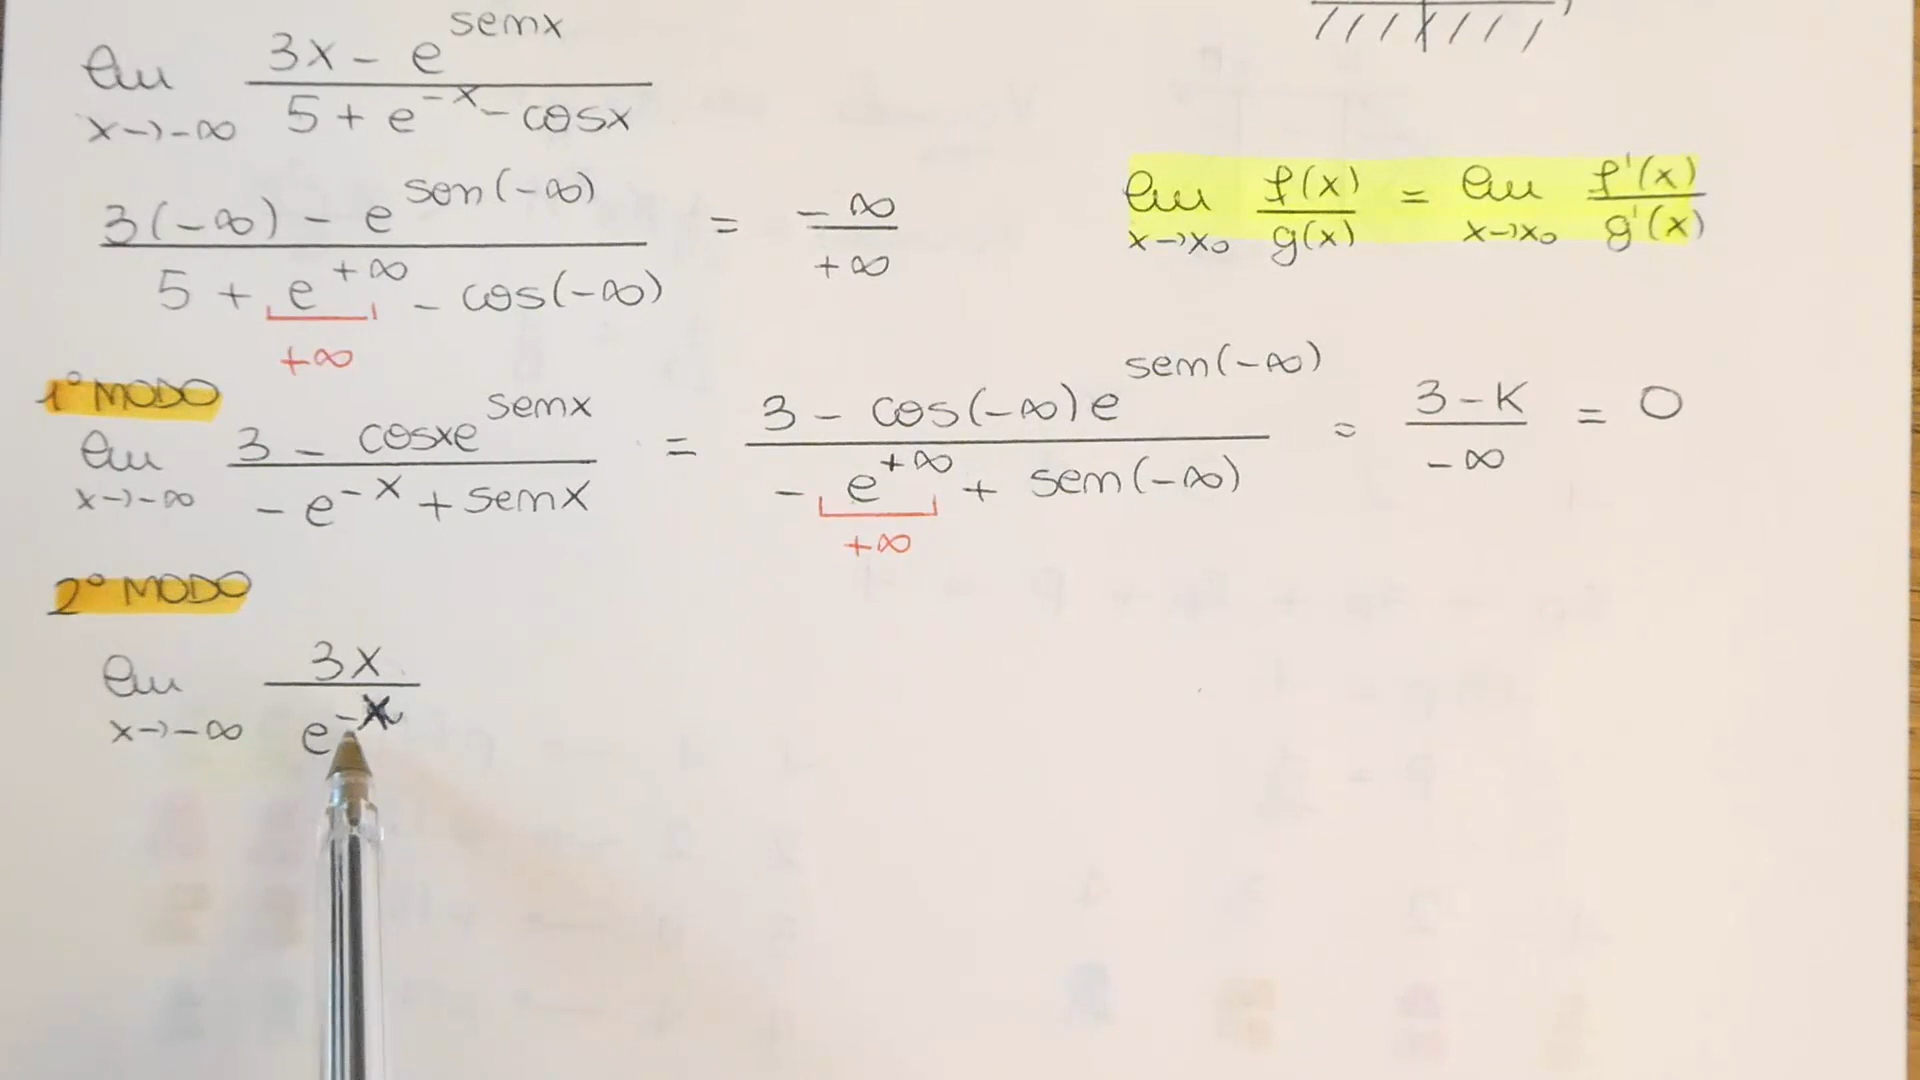 lim x→-∞ (3x - e^(senx)) / (5 + e^(-x) - cosx)
(3(-∞) - e^(sen(-∞))) / (5 + e^(+∞) - cos(-∞)) = -∞ / +∞
+∞
lim x→x₀ f(x)/g(x) = lim x→x₀ f'(x)/g'(x)
1° MODO
lim x→-∞ (3 - cosxe^(senx)) / (-e^(-x) + senx) = (3 - cos(-∞)e^(sen(-∞))) / (-e^(+∞) + sen(-∞)) = (3-K) / -∞ = 0
+∞
2° MODO
lim x→-∞ 3x / e^(-x)